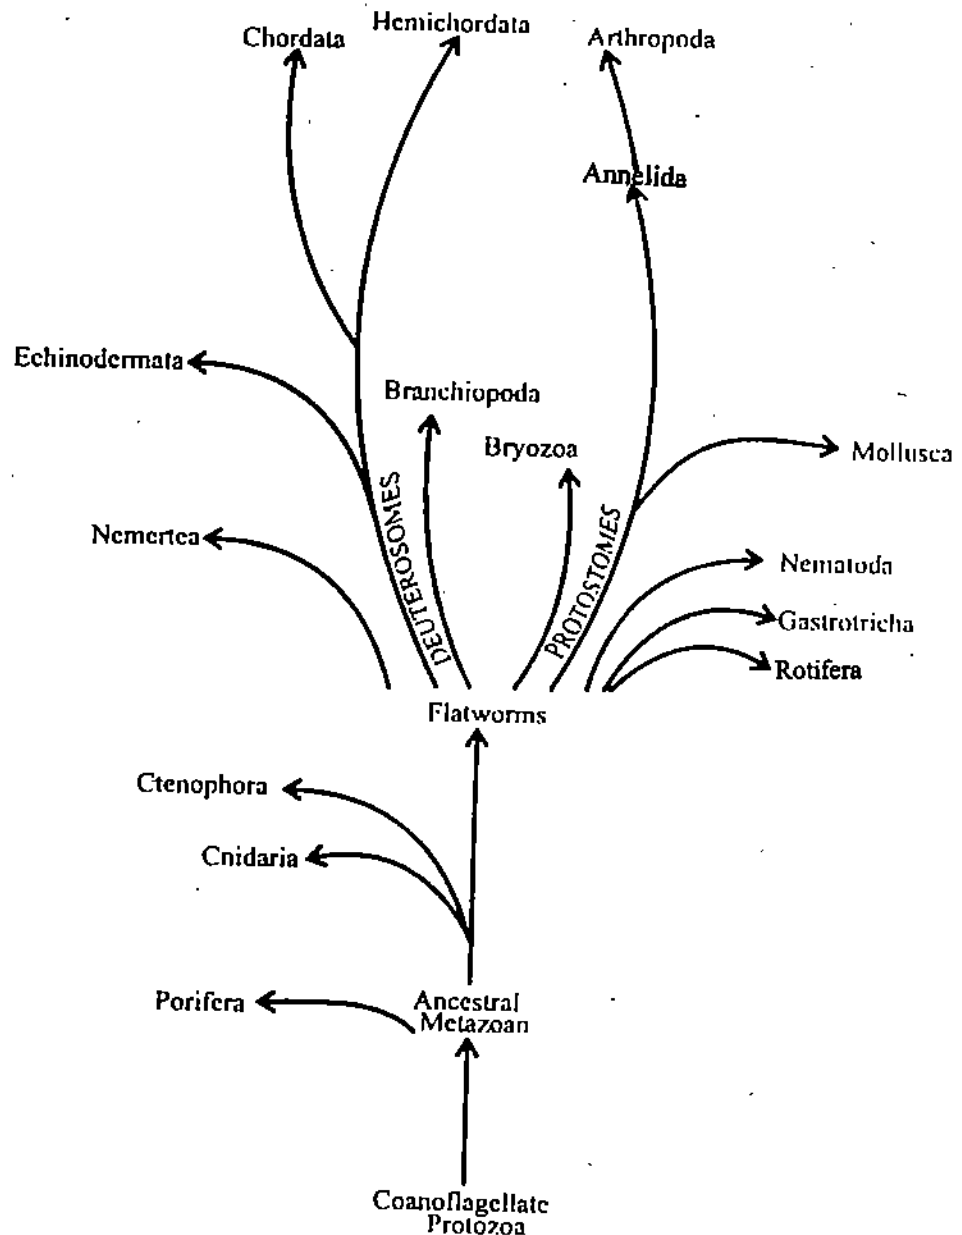 Hemichordata
Chordata
Arthropoda
Annelida
Echinodermata
Branchiopoda
Bryozoa
Mollusca
DEUTEROSOMES
PROTOSTOMES
Nemertea
Nematoda
Gastrotricha
Rotifera
Flatworms
Ctenophora
Cnidaria
Porifera
Ancestral
Metazoan
Coanoflagellate
Protozoa